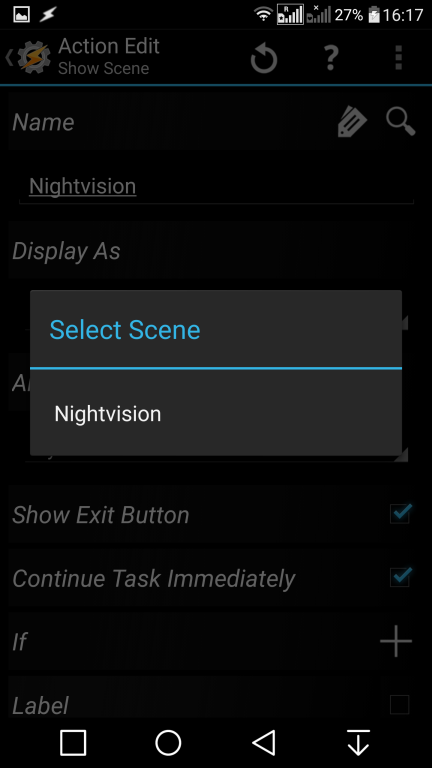 27% 16:17
Action Edit
Show Scene
Name
Nightvision
Display As
Select Scene
Nightvision
Show Exit Button
Continue Task Immediately
If
Label